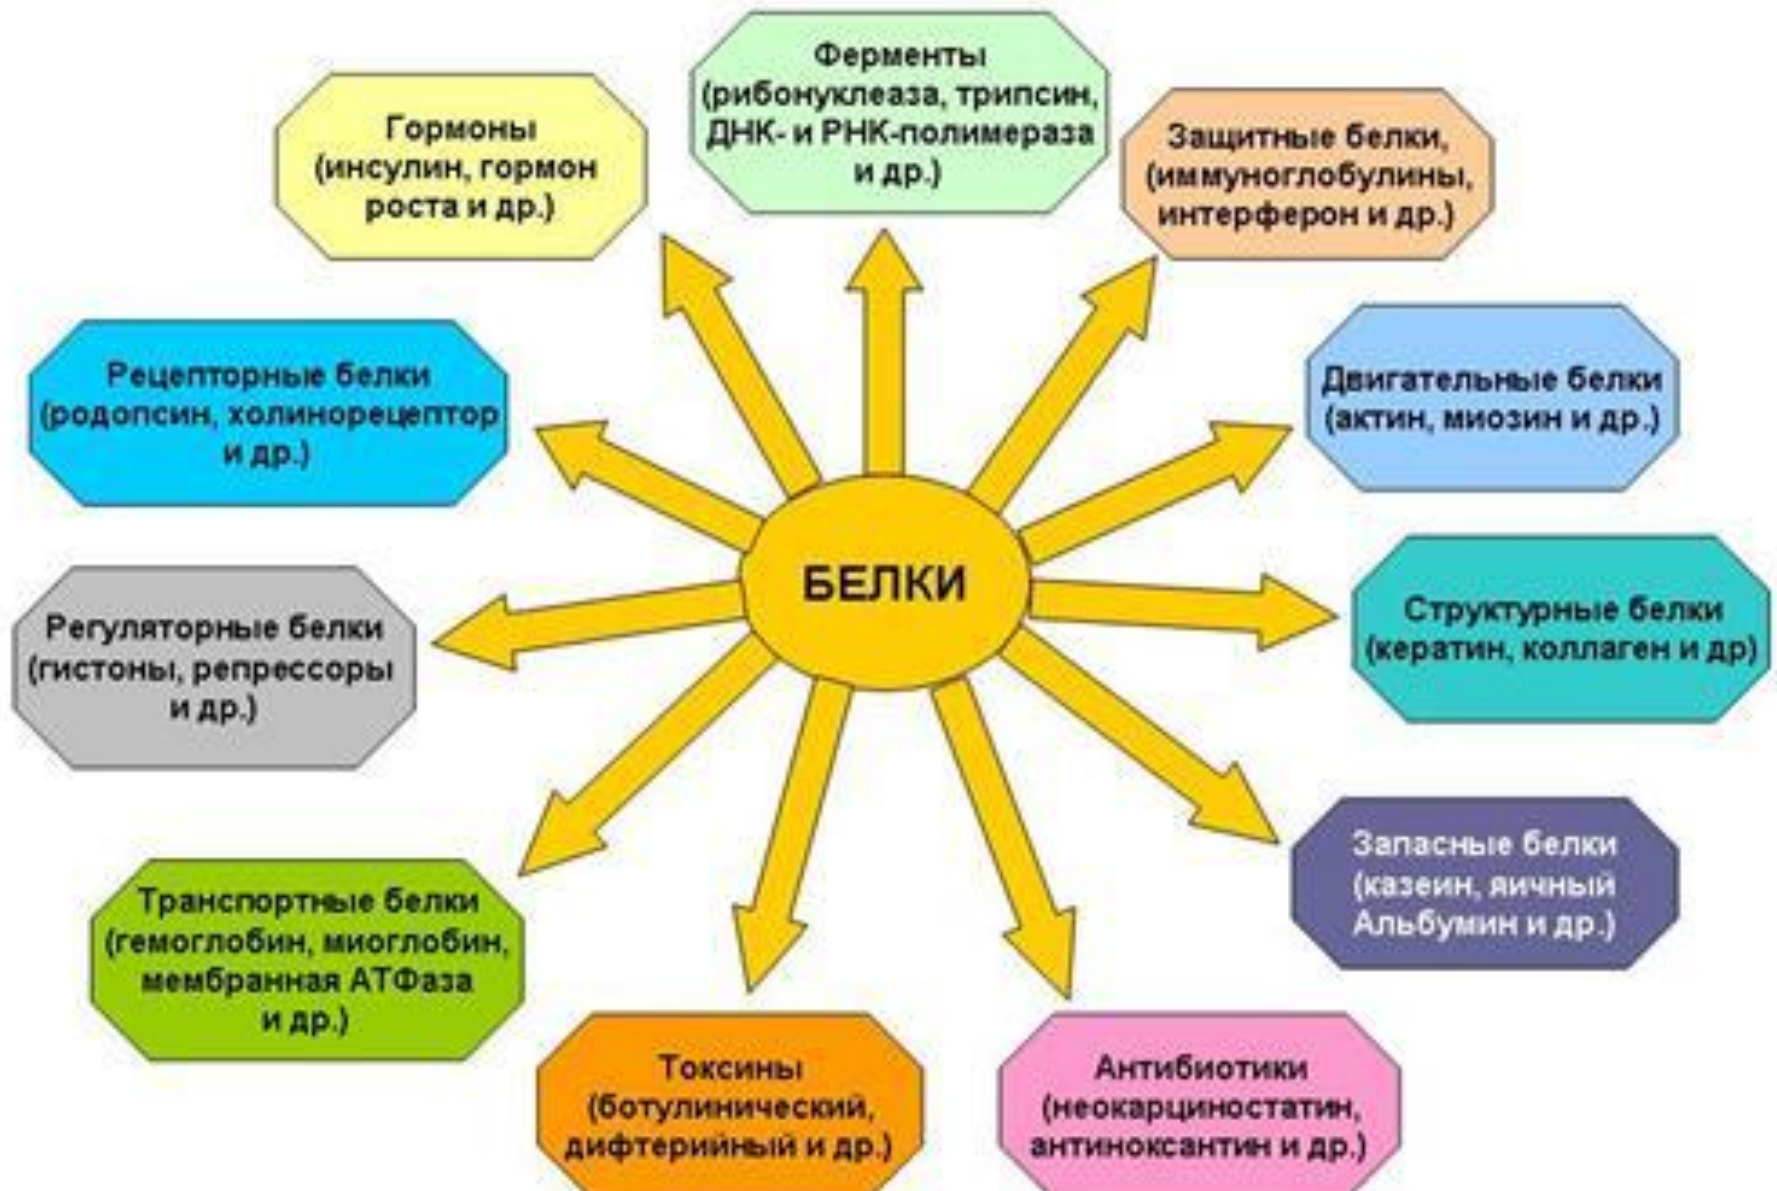 Ферменты
(рибонуклеаза, трипсин,
ДНК- и РНК-полимераза
и др.)
Гормоны
(инсулин, гормон
роста и др.)
Защитные белки,
(иммуноглобулины,
интерферон и др.)
Рецепторные белки
(родопсин, холинорецептор
и др.)
Двигательные белки
(актин, миозин и др.)
БЕЛКИ
Регуляторные белки
(гистоны, репрессоры
и др.)
Структурные белки
(кератин, коллаген и др)
Транспортные белки
(гемоглобин, миоглобин,
мембранная АТФаза
и др.)
Запасные белки
(казеин, яичный
Альбумин и др.)
Токсины
(ботулинический,
дифтерийный и др.)
Антибиотики
(неокарциностатин,
антиноксантин и др.)